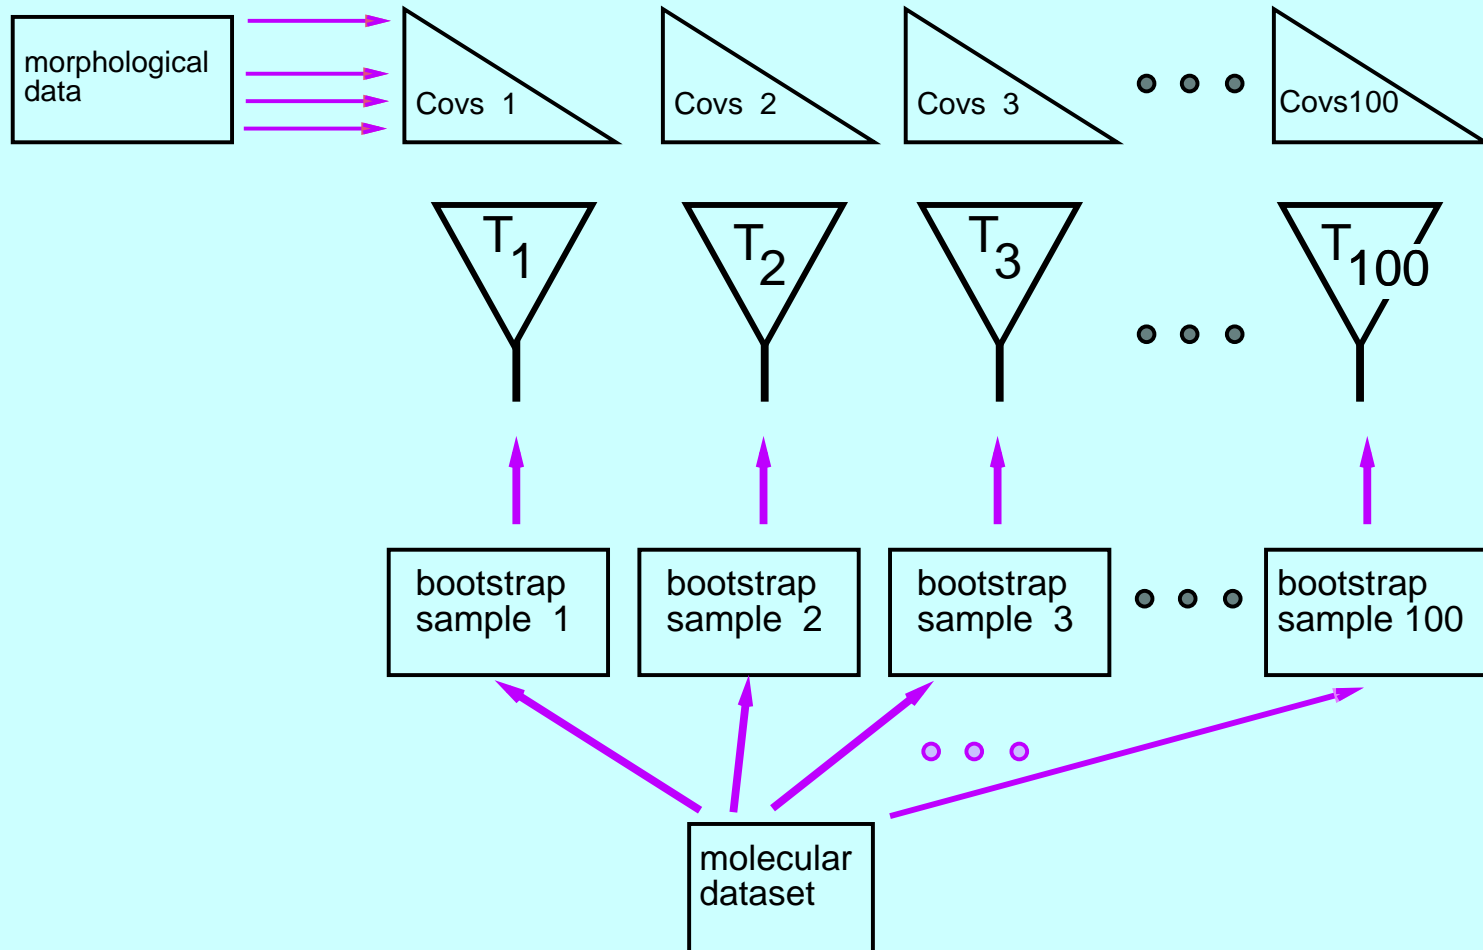 morphological
data
Covs 1
Covs 2
Covs 3
Covs100
T1
T2
T3
T100
bootstrap
sample 1
bootstrap
sample 2
bootstrap
sample 3
bootstrap
sample 100
molecular
dataset